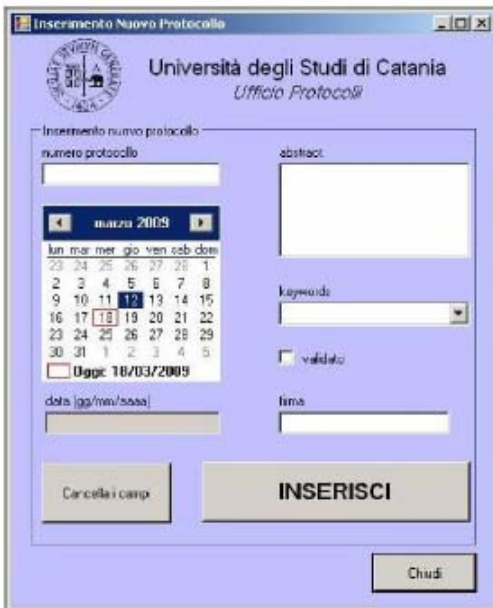 Inserimento Nuovo Protocollo
Università degli Studi di Catania
Ufficio Protocolli
Inserimento nuovo protocollo
numero protocollo
abstract
marzo 2009
lun mar mer gio ven sab dom
23 24 25 26 27 28 1
2 3 4 5 6 7 8
9 10 11 12 13 14 15
16 17 18 19 20 21 22
23 24 25 26 27 28 29
30 31 1 2 3 4 5
Oggi: 18/03/2009
keywords
validato
data (gg/mm/aaaa)
firma
Cancella i campi
INSERISCI
Chiudi